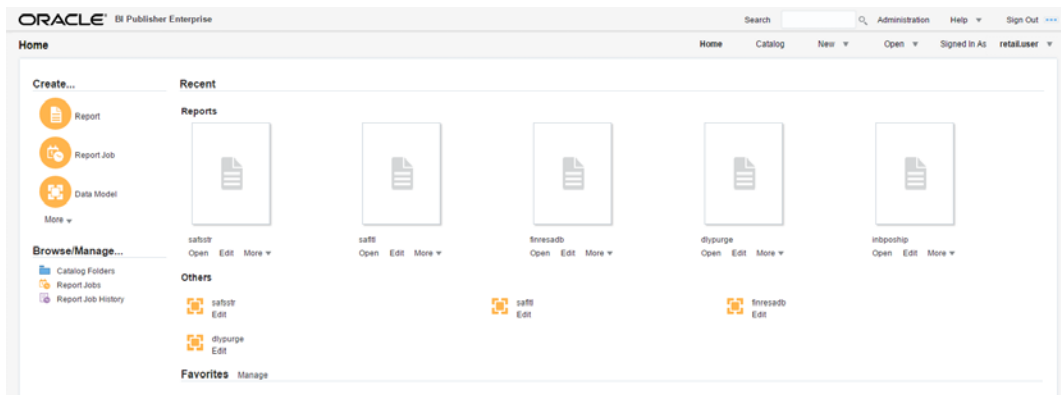 ORACLE BI Publisher Enterprise Search Administration Help Sign Out
Home Home Catalog New Open Signed In As retail.user
Create...
Report
Report Job
Data Model
More
Browse/Manage...
Catalog Folders
Report Jobs
Report Job History
Recent
Reports
safsstr safitl finresadb dlypurge inbpoship
Open Edit More Open Edit More Open Edit More Open Edit More Open Edit More
Others
safsstr safitl finresadb
Edit Edit Edit
dlypurge
Edit
Favorites Manage